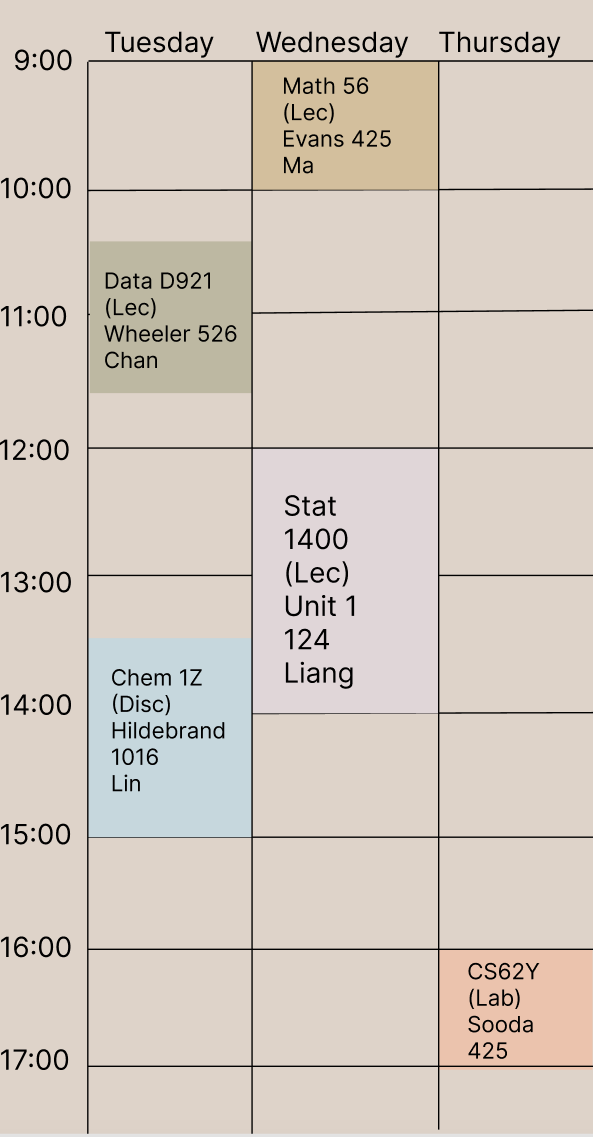 Tuesday Wednesday Thursday
9:00
Math 56
(Lec)
Evans 425
Ma
10:00
Data D921
(Lec)
Wheeler 526
Chan
11:00
12:00
Stat
1400
(Lec)
Unit 1
124
Liang
13:00
Chem 1Z
(Disc)
Hildebrand
1016
Lin
14:00
15:00
16:00
CS62Y
(Lab)
Sooda
425
17:00